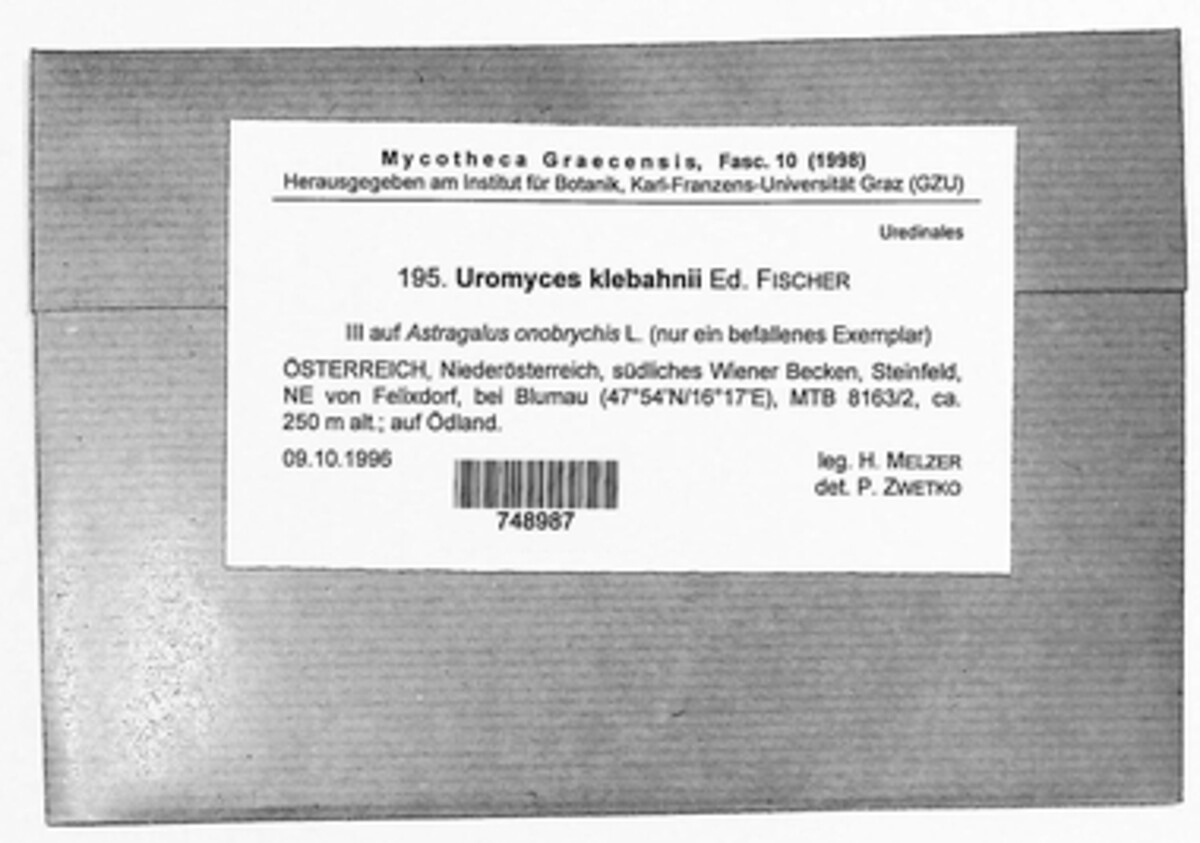 Mycotheca Graecensis, Fasc. 10 (1998)
Herausgegeben am Institut für Botanik, Karl-Franzens-Universität Graz (GZU)
Uredinales
195. Uromyces klebahnii Ed. FISCHER
III auf Astragalus onobrychis L. (nur ein befallenes Exemplar)
ÖSTERREICH, Niederösterreich, südliches Wiener Becken, Steinfeld,
NE von Felixdorf, bei Blumau (47°54'N/16°17'E), MTB 8163/2, ca.
250 m alt.; auf Ödland.
09.10.1996
leg. H. MELZER
det. P. ZWETKO
748987